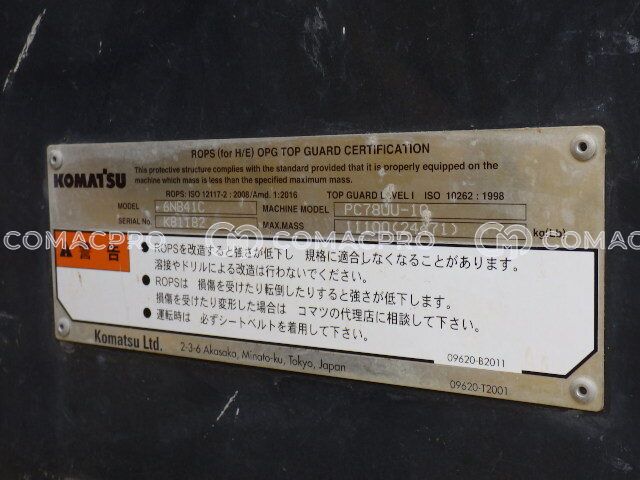 ROPS (for H/E) OPG TOP GUARD CERTIFICATION
KOMATSU
This protective structure complies with the standard provided that it is properly equipped on the
machine which mass is less than the specified maximum mass.
ROPS: ISO 12117-2 : 2008/Amd. 1:2016 TOP GUARD LEVEL I ISO 10262 : 1998
MODEL 6NB41C MACHINE MODEL PC78UU-10
SERIAL No. K81182 MAX.MASS kg(Lb)
COMACPRO COMACPRO COMACPRO
警告
● ROPSを改造すると強さが低下し 規格に適合しなくなることがあります。
溶接やドリルによる改造は行わないでください。
● ROPSは 損傷を受けたり転倒したりすると強さが低下します。
損傷を受けたり変形した場合は コマツの代理店に相談して下さい。
● 運転時は 必ずシートベルトを着用して下さい。
09620-B2011
Komatsu Ltd. 2-3-6 Akasaka, Minato-ku, Tokyo, Japan
09620-T2001